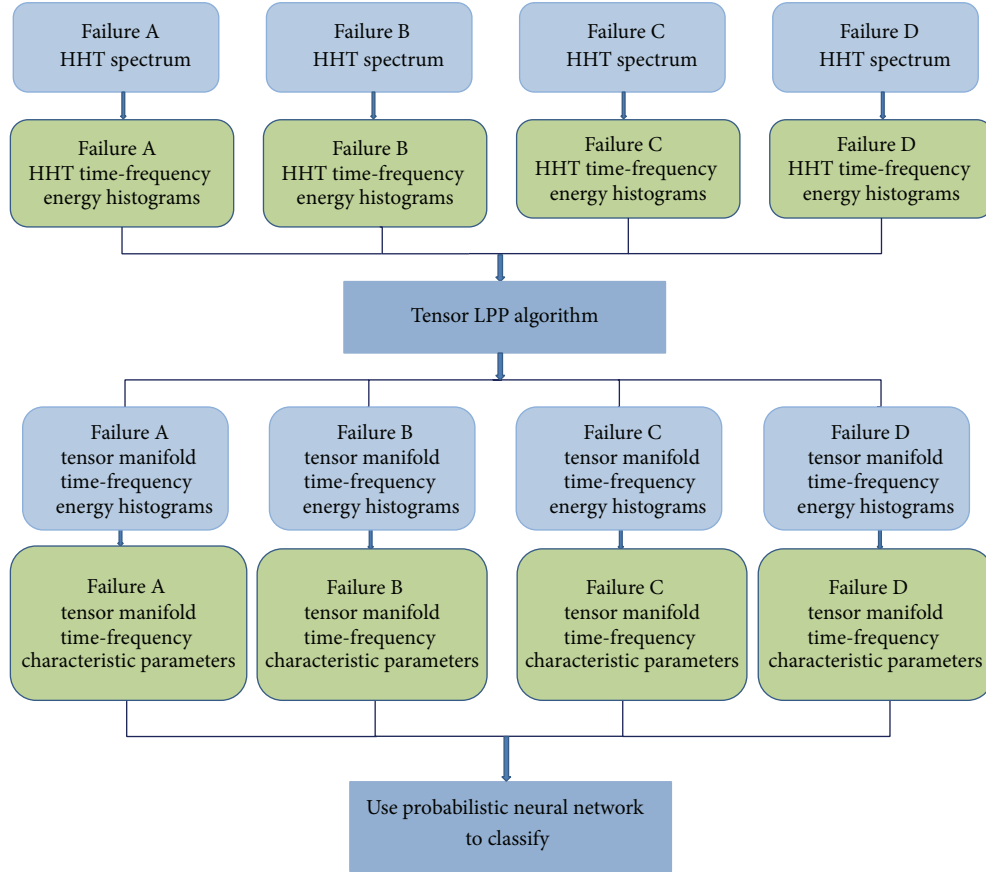 Failure A
HHT spectrum
Failure B
HHT spectrum
Failure C
HHT spectrum
Failure D
HHT spectrum
Failure A
HHT time-frequency
energy histograms
Failure B
HHT time-frequency
energy histograms
Failure C
HHT time-frequency
energy histograms
Failure D
HHT time-frequency
energy histograms
Tensor LPP algorithm
Failure A
tensor manifold
time-frequency
energy histograms
Failure B
tensor manifold
time-frequency
energy histograms
Failure C
tensor manifold
time-frequency
energy histograms
Failure D
tensor manifold
time-frequency
energy histograms
Failure A
tensor manifold
time-frequency
characteristic parameters
Failure B
tensor manifold
time-frequency
characteristic parameters
Failure C
tensor manifold
time-frequency
characteristic parameters
Failure D
tensor manifold
time-frequency
characteristic parameters
Use probabilistic neural network
to classify